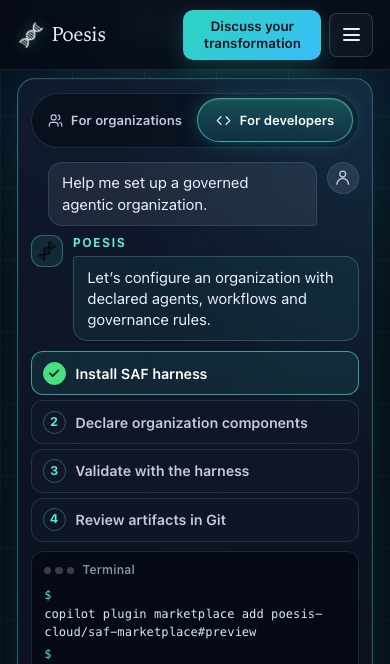 Poesis
Discuss your
transformation
For organizations
For developers
Help me set up a governed
agentic organization.
POESIS
Let’s configure an organization with
declared agents, workflows and
governance rules.
Install SAF harness
2 Declare organization components
3 Validate with the harness
4 Review artifacts in Git
Terminal
$
copilot plugin marketplace add poesis-
cloud/saf-marketplace#preview
$